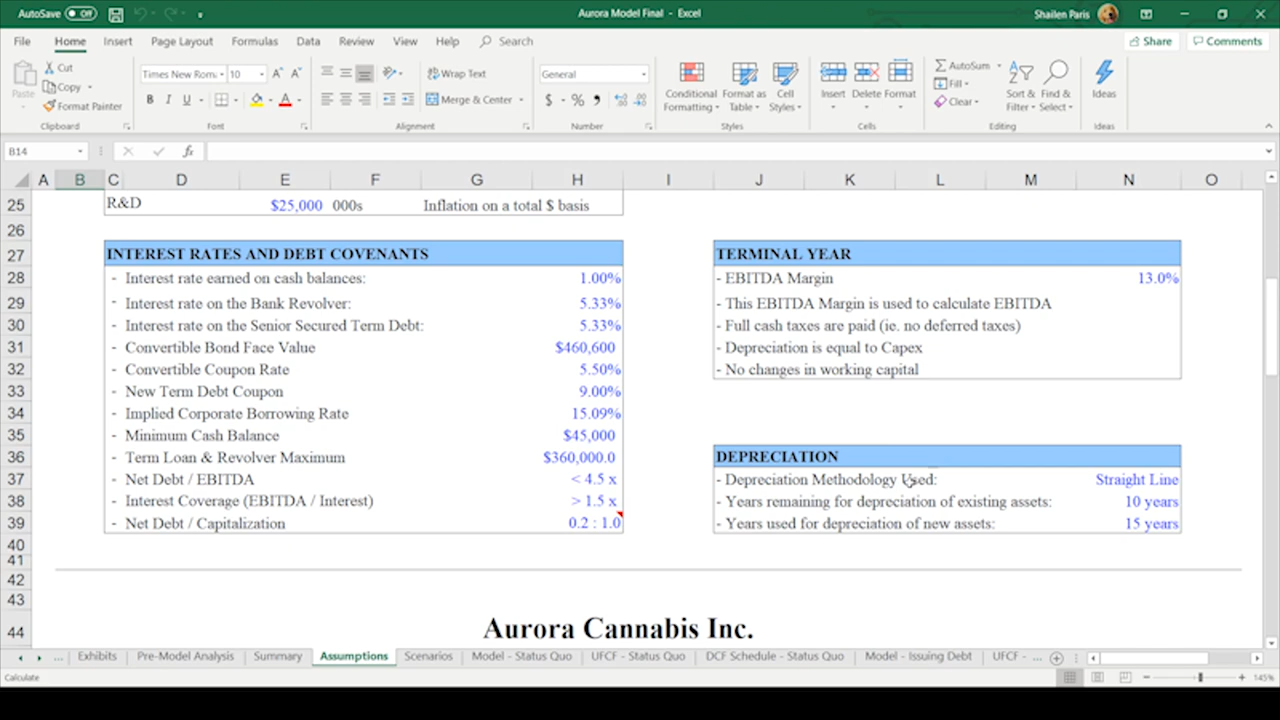 AutoSave Off
Aurora Model Final - Excel
Shailen Paris
File Home Insert Page Layout Formulas Data Review View Help Search
Share Comments
Paste
Cut
Copy
Format Painter
Clipboard
Times New Rom 10
B I U
Font
Wrap Text
Merge & Center
Alignment
General
$ % ,
Number
Conditional Formatting
Format as Table
Cell Styles
Styles
Insert Delete Format
Cells
AutoSum
Fill
Clear
Sort & Filter
Find & Select
Editing
Ideas
Ideas
B14
fx
A B C D E F G H I J K L M N O
25 R&D $25,000 000s Inflation on a total $ basis
26
27 INTEREST RATES AND DEBT COVENANTS TERMINAL YEAR
28 - Interest rate earned on cash balances: 1.00% - EBITDA Margin 13.0%
29 - Interest rate on the Bank Revolver: 5.33% - This EBITDA Margin is used to calculate EBITDA
30 - Interest rate on the Senior Secured Term Debt: 5.33% - Full cash taxes are paid (ie. no deferred taxes)
31 - Convertible Bond Face Value $460,600 - Depreciation is equal to Capex
32 - Convertible Coupon Rate 5.50% - No changes in working capital
33 - New Term Debt Coupon 9.00%
34 - Implied Corporate Borrowing Rate 15.09%
35 - Minimum Cash Balance $45,000
36 - Term Loan & Revolver Maximum $360,000.0 DEPRECIATION
37 - Net Debt / EBITDA < 4.5 x - Depreciation Methodology Used: Straight Line
38 - Interest Coverage (EBITDA / Interest) > 1.5 x - Years remaining for depreciation of existing assets: 10 years
39 - Net Debt / Capitalization 0.2 : 1.0 - Years used for depreciation of new assets: 15 years
40
41
42
43
44 Aurora Cannabis Inc.
... Exhibits Pre-Model Analysis Summary Assumptions Scenarios Model - Status Quo UFCF - Status Quo DCF Schedule - Status Quo Model - Issuing Debt UFCF - ...
Calculate
145%